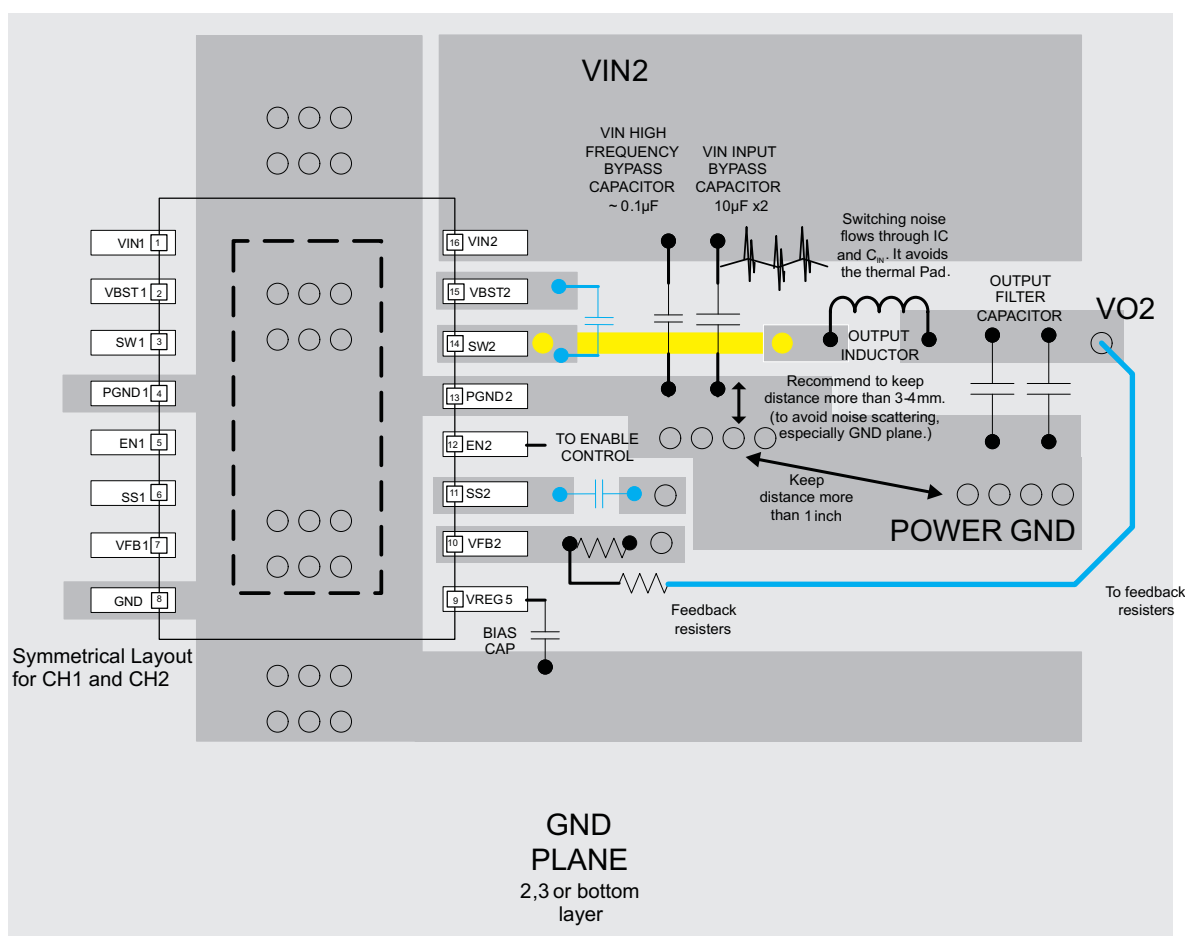 VIN2
VIN HIGH
FREQUENCY
BYPASS
CAPACITOR
~ 0.1µF
VIN INPUT
BYPASS
CAPACITOR
10µF x2
Switching noise
flows through IC
and CIN. It avoids
the thermal Pad.
OUTPUT
FILTER
CAPACITOR
VO2
OUTPUT
INDUCTOR
VIN1 1
VBST1 2
SW1 3
PGND1 4
EN1 5
SS1 6
VFB1 7
GND 8
16 VIN2
15 VBST2
14 SW2
13 PGND2
12 EN2
11 SS2
10 VFB2
9 VREG5
Recommend to keep
distance more than 3-4mm.
(to avoid noise scattering,
especially GND plane.)
TO ENABLE
CONTROL
Keep
distance more
than 1 inch
POWER GND
To feedback
resisters
Feedback
resisters
BIAS
CAP
Symmetrical Layout
for CH1 and CH2
GND
PLANE
2,3 or bottom
layer